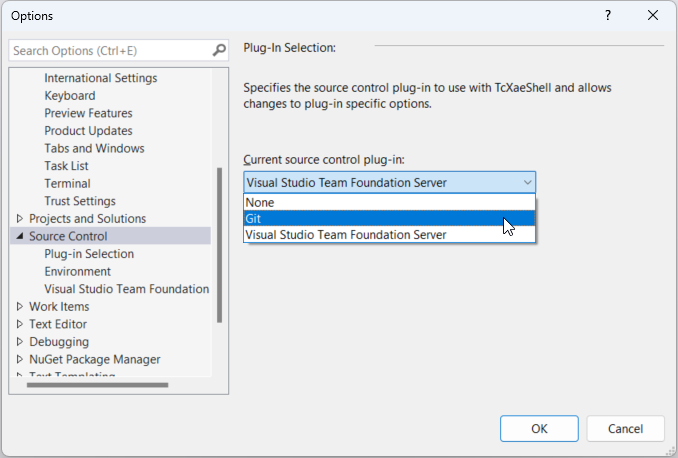 Options
?
Search Options (Ctrl+E)
International Settings
Keyboard
Preview Features
Product Updates
Tabs and Windows
Task List
Terminal
Trust Settings
Projects and Solutions
Source Control
Plug-in Selection
Environment
Visual Studio Team Foundation
Work Items
Text Editor
Debugging
NuGet Package Manager
Text Templating
Plug-In Selection:
Specifies the source control plug-in to use with TcXaeShell and allows
changes to plug-in specific options.
Current source control plug-in:
Visual Studio Team Foundation Server
None
Git
Visual Studio Team Foundation Server
OK
Cancel